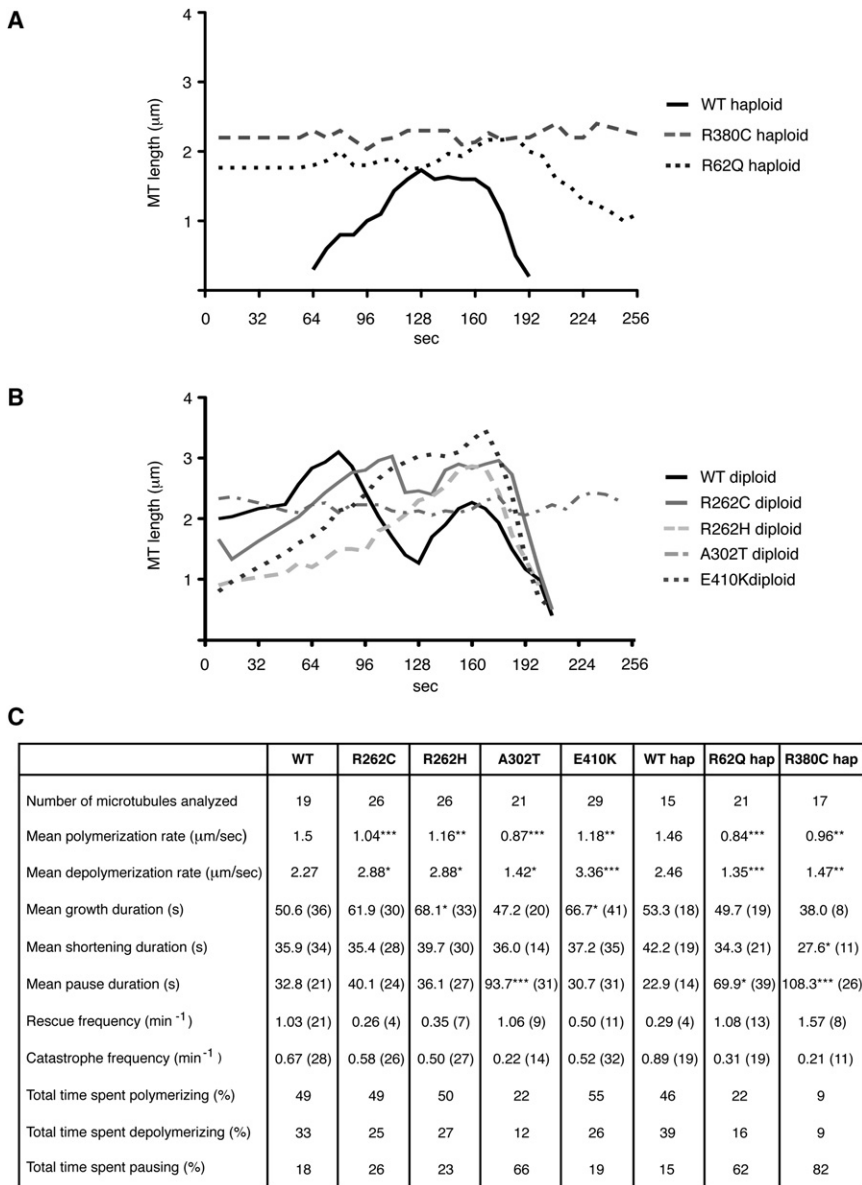 A
4
3
2
1
MT length (µm)
0 32 64 96 128 160 192 224 256
sec
WT haploid
R380C haploid
R62Q haploid
B
4
3
2
1
MT length (µm)
0 32 64 96 128 160 192 224 256
sec
WT diploid
R262C diploid
R262H diploid
A302T diploid
E410Kdiploid
C
WT R262C R262H A302T E410K WT hap R62Q hap R380C hap
Number of microtubules analyzed 19 26 26 21 29 15 21 17
Mean polymerization rate (µm/sec) 1.5 1.04*** 1.16** 0.87*** 1.18** 1.46 0.84*** 0.96**
Mean depolymerization rate (µm/sec) 2.27 2.88* 2.88* 1.42* 3.36*** 2.46 1.35*** 1.47**
Mean growth duration (s) 50.6 (36) 61.9 (30) 68.1* (33) 47.2 (20) 66.7* (41) 53.3 (18) 49.7 (19) 38.0 (8)
Mean shortening duration (s) 35.9 (34) 35.4 (28) 39.7 (30) 36.0 (14) 37.2 (35) 42.2 (19) 34.3 (21) 27.6* (11)
Mean pause duration (s) 32.8 (21) 40.1 (24) 36.1 (27) 93.7*** (31) 30.7 (31) 22.9 (14) 69.9* (39) 108.3*** (26)
Rescue frequency (min -1) 1.03 (21) 0.26 (4) 0.35 (7) 1.06 (9) 0.50 (11) 0.29 (4) 1.08 (13) 1.57 (8)
Catastrophe frequency (min-1) 0.67 (28) 0.58 (26) 0.50 (27) 0.22 (14) 0.52 (32) 0.89 (19) 0.31 (19) 0.21 (11)
Total time spent polymerizing (%) 49 49 50 22 55 46 22 9
Total time spent depolymerizing (%) 33 25 27 12 26 39 16 9
Total time spent pausing (%) 18 26 23 66 19 15 62 82